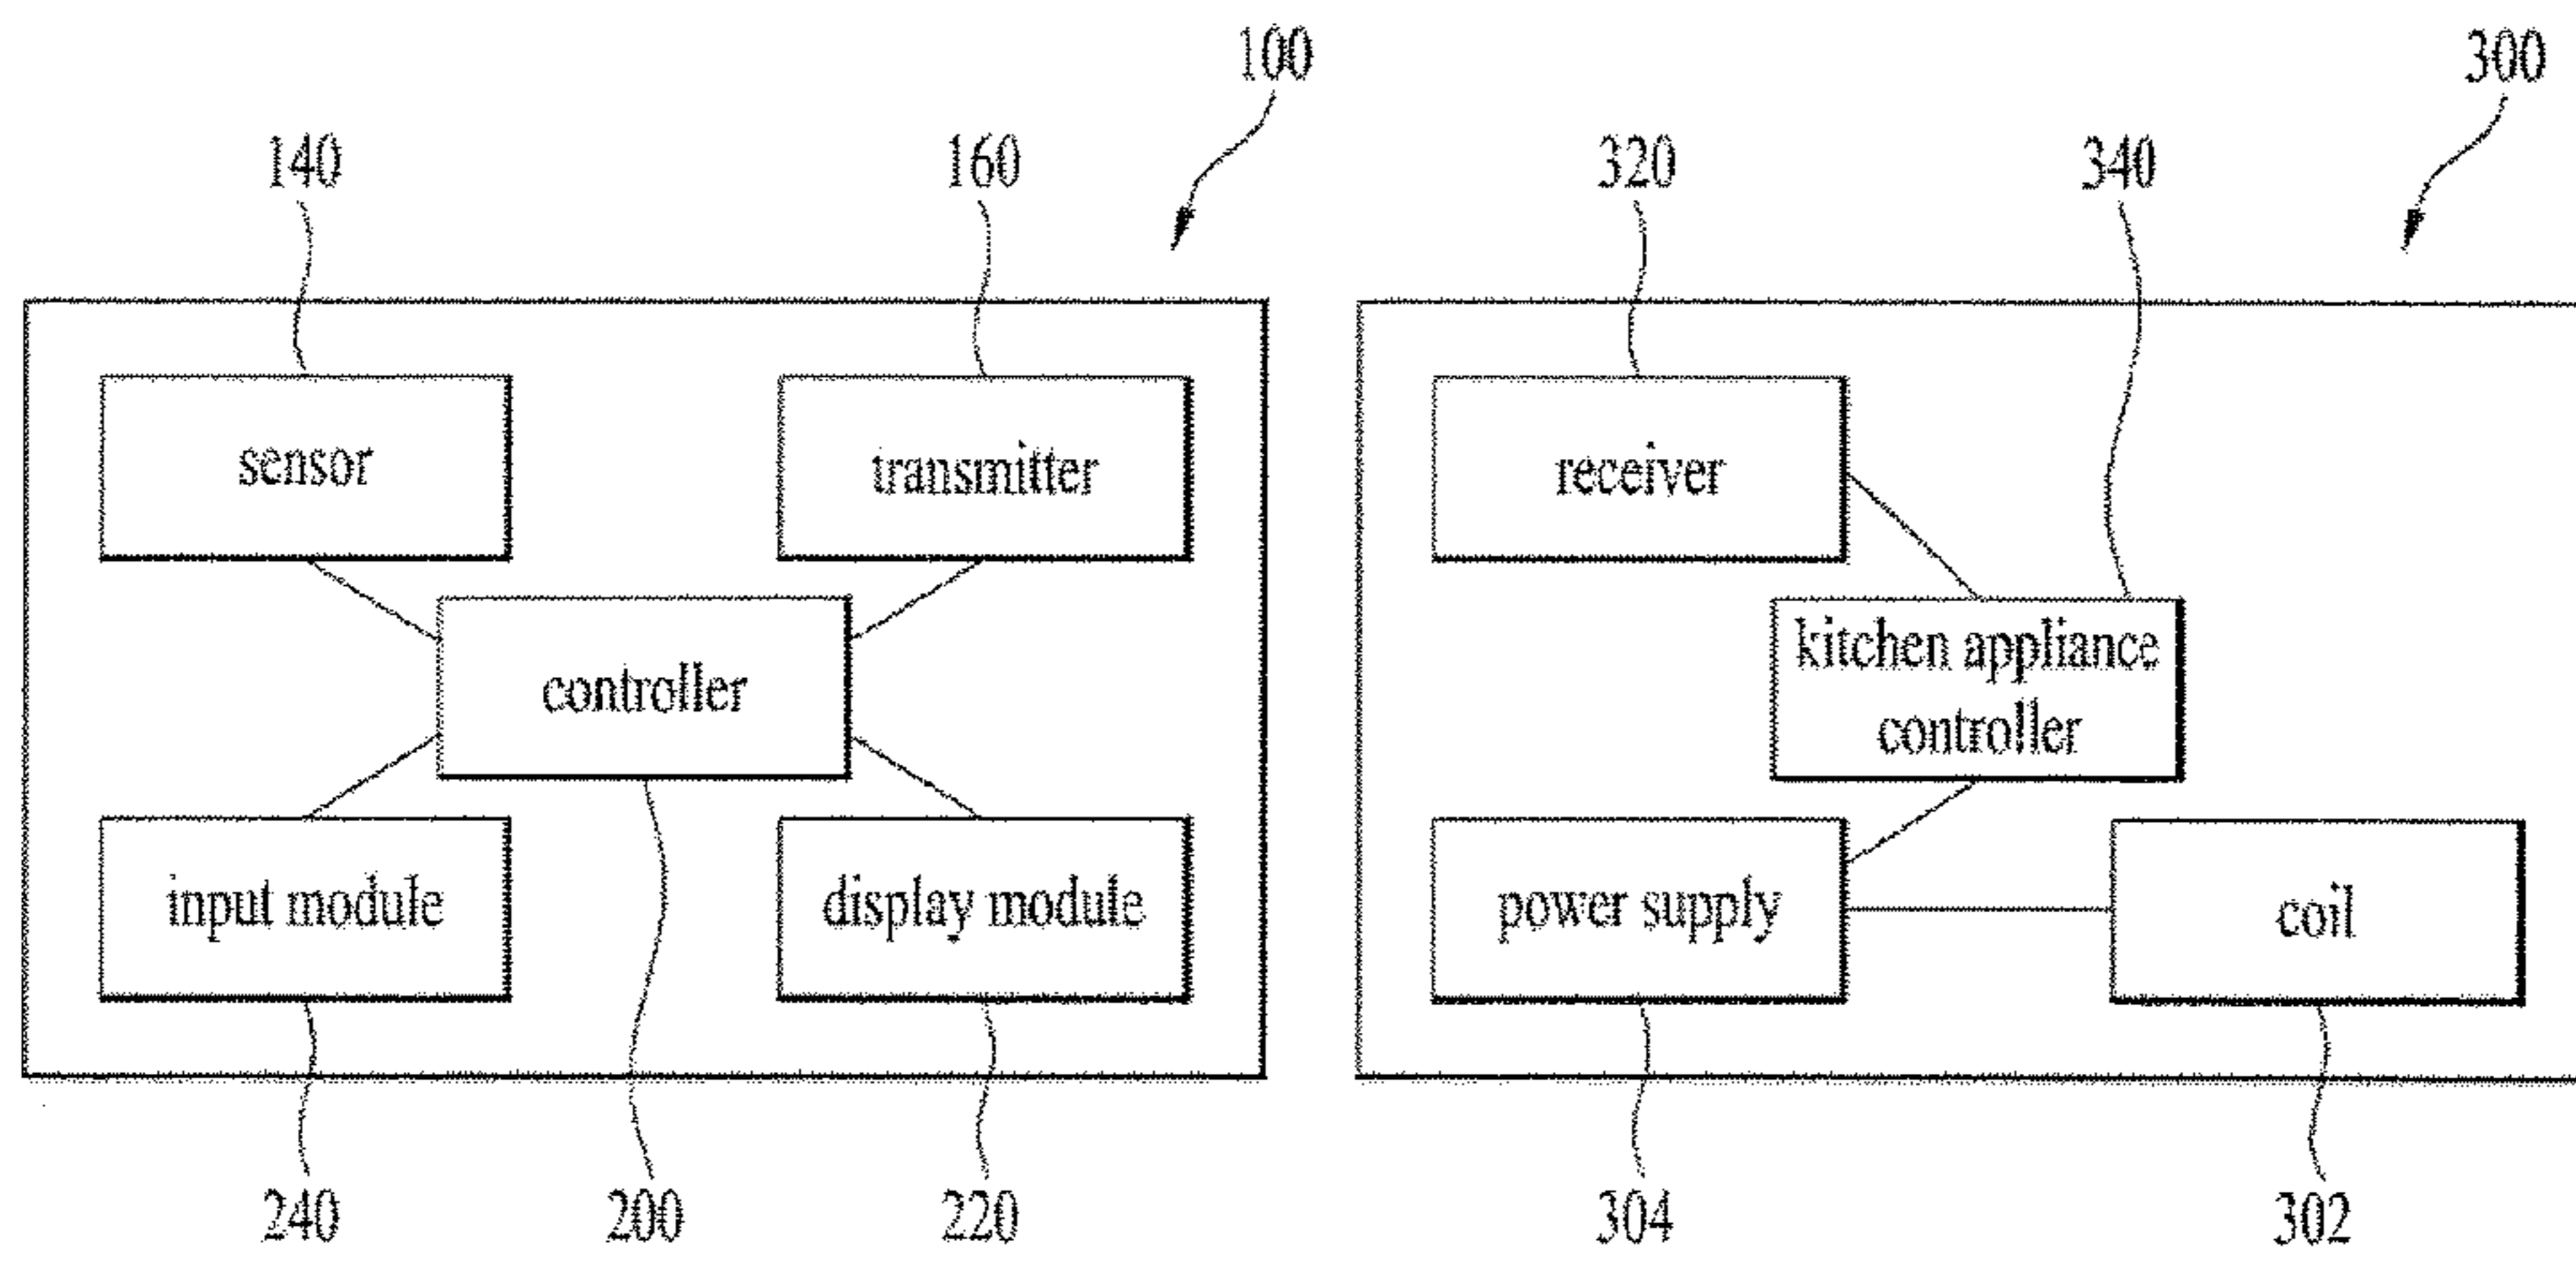 100
300
140
160
320
340
sensor
transmitter
receiver
controller
kitchen appliance
controller
input module
display module
power supply
coil
240
200
220
304
302